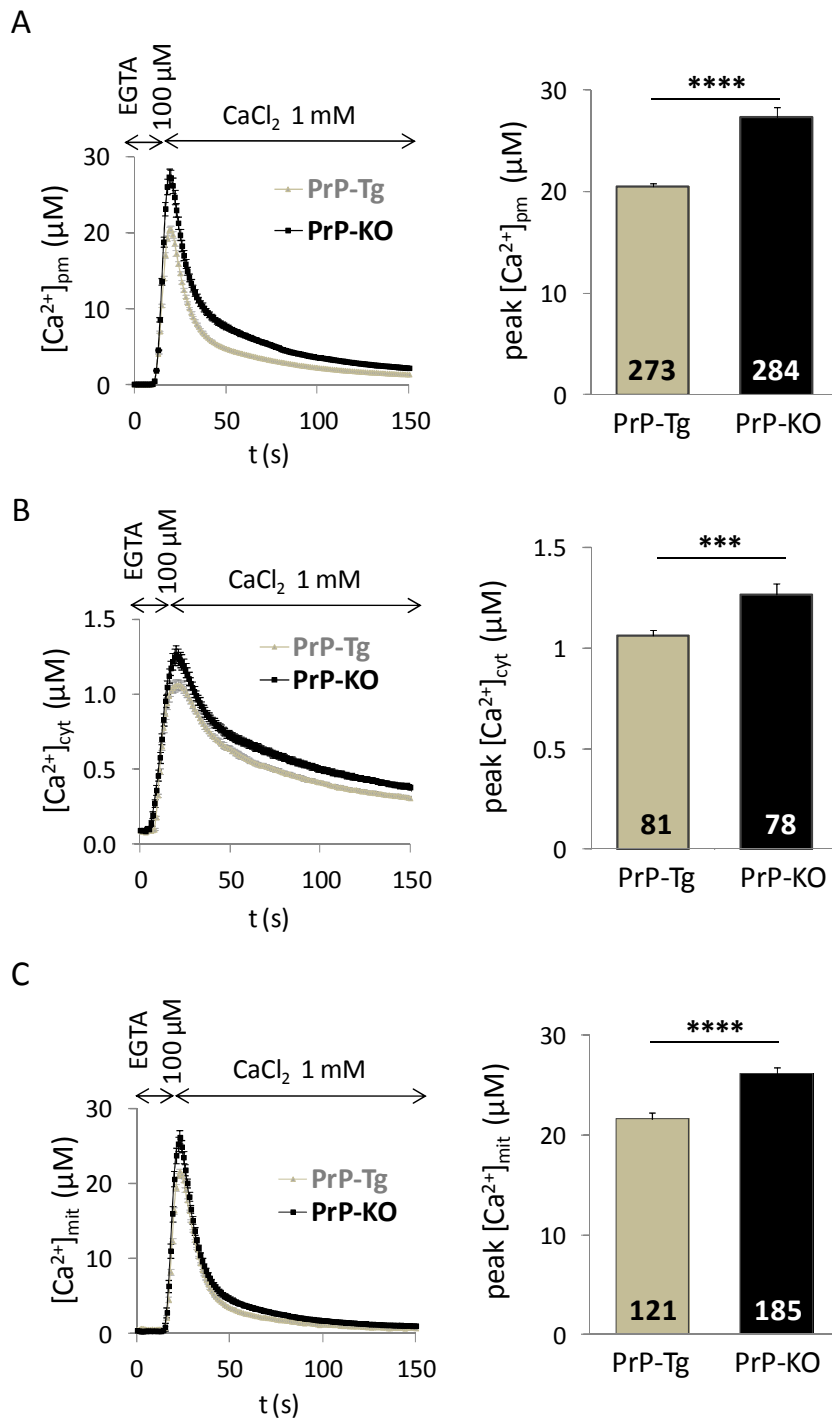 A
EGTA
100 µM
CaCl₂ 1 mM
30
20
10
0
[Ca²⁺]pm (µM)
PrP-Tg
PrP-KO
0 50 100 150
t (s)
****
30
20
10
0
peak [Ca²⁺]pm (µM)
273 284
PrP-Tg PrP-KO
B
EGTA
100 µM
CaCl₂ 1 mM
1.5
1.0
0.5
0.0
[Ca²⁺]cyt (µM)
PrP-Tg
PrP-KO
0 50 100 150
t (s)
***
1.5
1
0.5
0
peak [Ca²⁺]cyt (µM)
81 78
PrP-Tg PrP-KO
C
EGTA
100 µM
CaCl₂ 1 mM
30
20
10
0
[Ca²⁺]mit (µM)
PrP-Tg
PrP-KO
0 50 100 150
t (s)
****
30
20
10
0
peak [Ca²⁺]mit (µM)
121 185
PrP-Tg PrP-KO